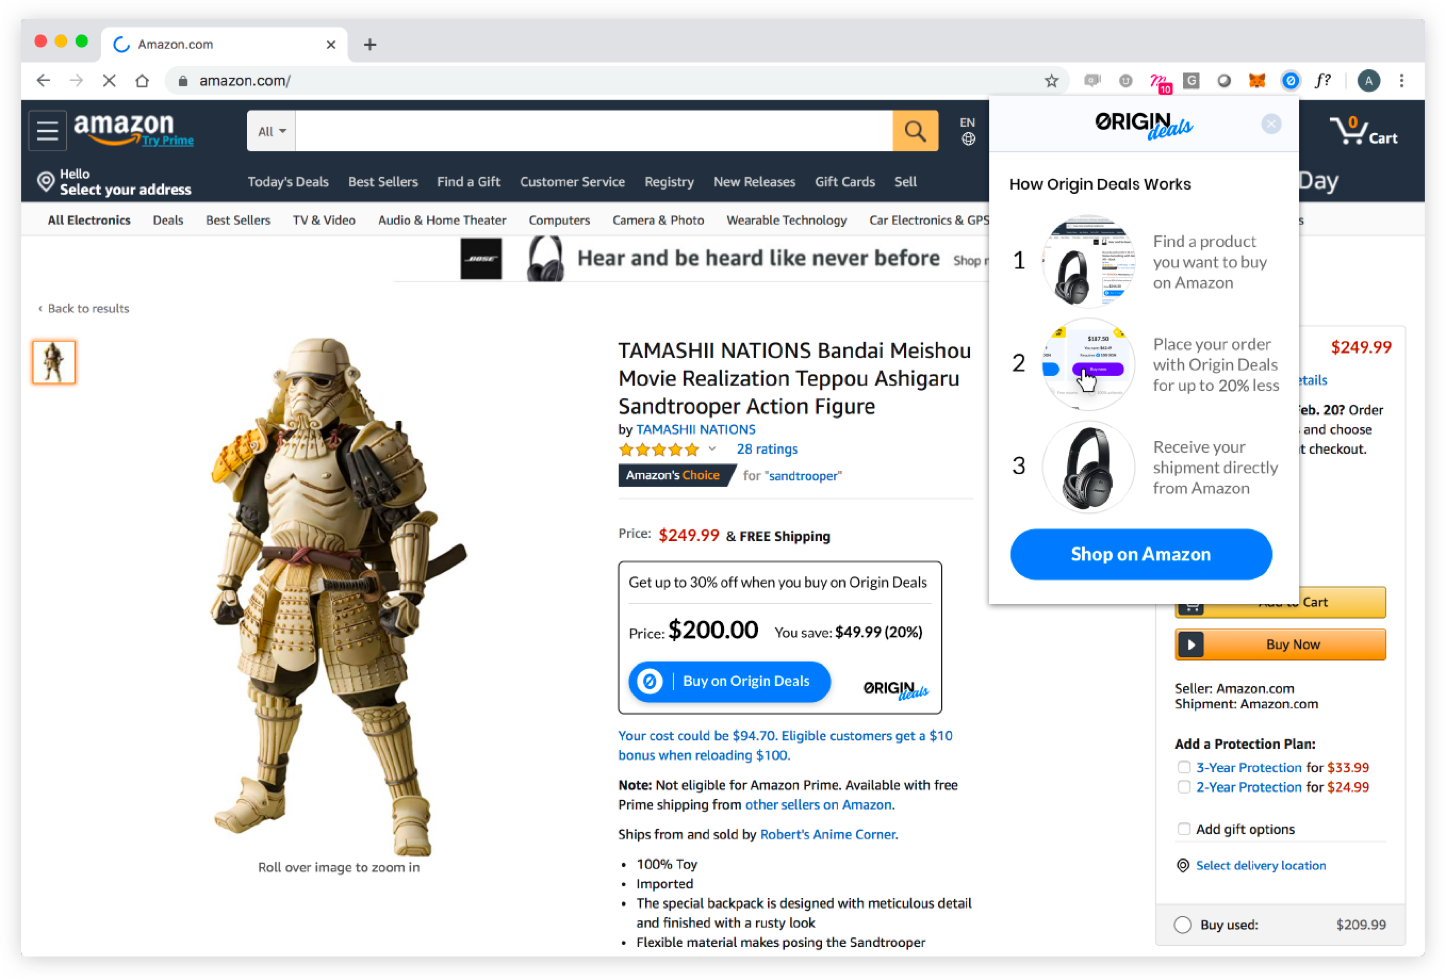 Amazon.com
amazon.com/
10
G
f?
A
amazon
Try Prime
All
EN
0
Cart
Hello
Select your address
Today's Deals
Best Sellers
Find a Gift
Customer Service
Registry
New Releases
Gift Cards
Sell
Day
All Electronics
Deals
Best Sellers
TV & Video
Audio & Home Theater
Computers
Camera & Photo
Wearable Technology
Car Electronics & GPS
s
BOSE
Hear and be heard like never before
Shop n
‹ Back to results
Roll over image to zoom in
TAMASHII NATIONS Bandai Meishou
Movie Realization Teppou Ashigaru
Sandtrooper Action Figure
by TAMASHII NATIONS
28 ratings
Amazon's Choice for "sandtrooper"
Price: $249.99 & FREE Shipping
Get up to 30% off when you buy on Origin Deals
Price: $200.00 You save: $49.99 (20%)
Buy on Origin Deals
ORIGIN
deals
Your cost could be $94.70. Eligible customers get a $10
bonus when reloading $100.
Note: Not eligible for Amazon Prime. Available with free
Prime shipping from other sellers on Amazon.
Ships from and sold by Robert's Anime Corner.
• 100% Toy
• Imported
• The special backpack is designed with meticulous detail
and finished with a rusty look
• Flexible material makes posing the Sandtrooper
ORIGIN
deals
How Origin Deals Works
1
Find a product
you want to buy
on Amazon
2
$187.50
Buy now
Place your order
with Origin Deals
for up to 20% less
3
Receive your
shipment directly
from Amazon
Shop on Amazon
$249.99
etails
Feb. 20? Order
and choose
t checkout.
Add to Cart
Buy Now
Seller: Amazon.com
Shipment: Amazon.com
Add a Protection Plan:
3-Year Protection for $33.99
2-Year Protection for $24.99
Add gift options
Select delivery location
Buy used: $209.99